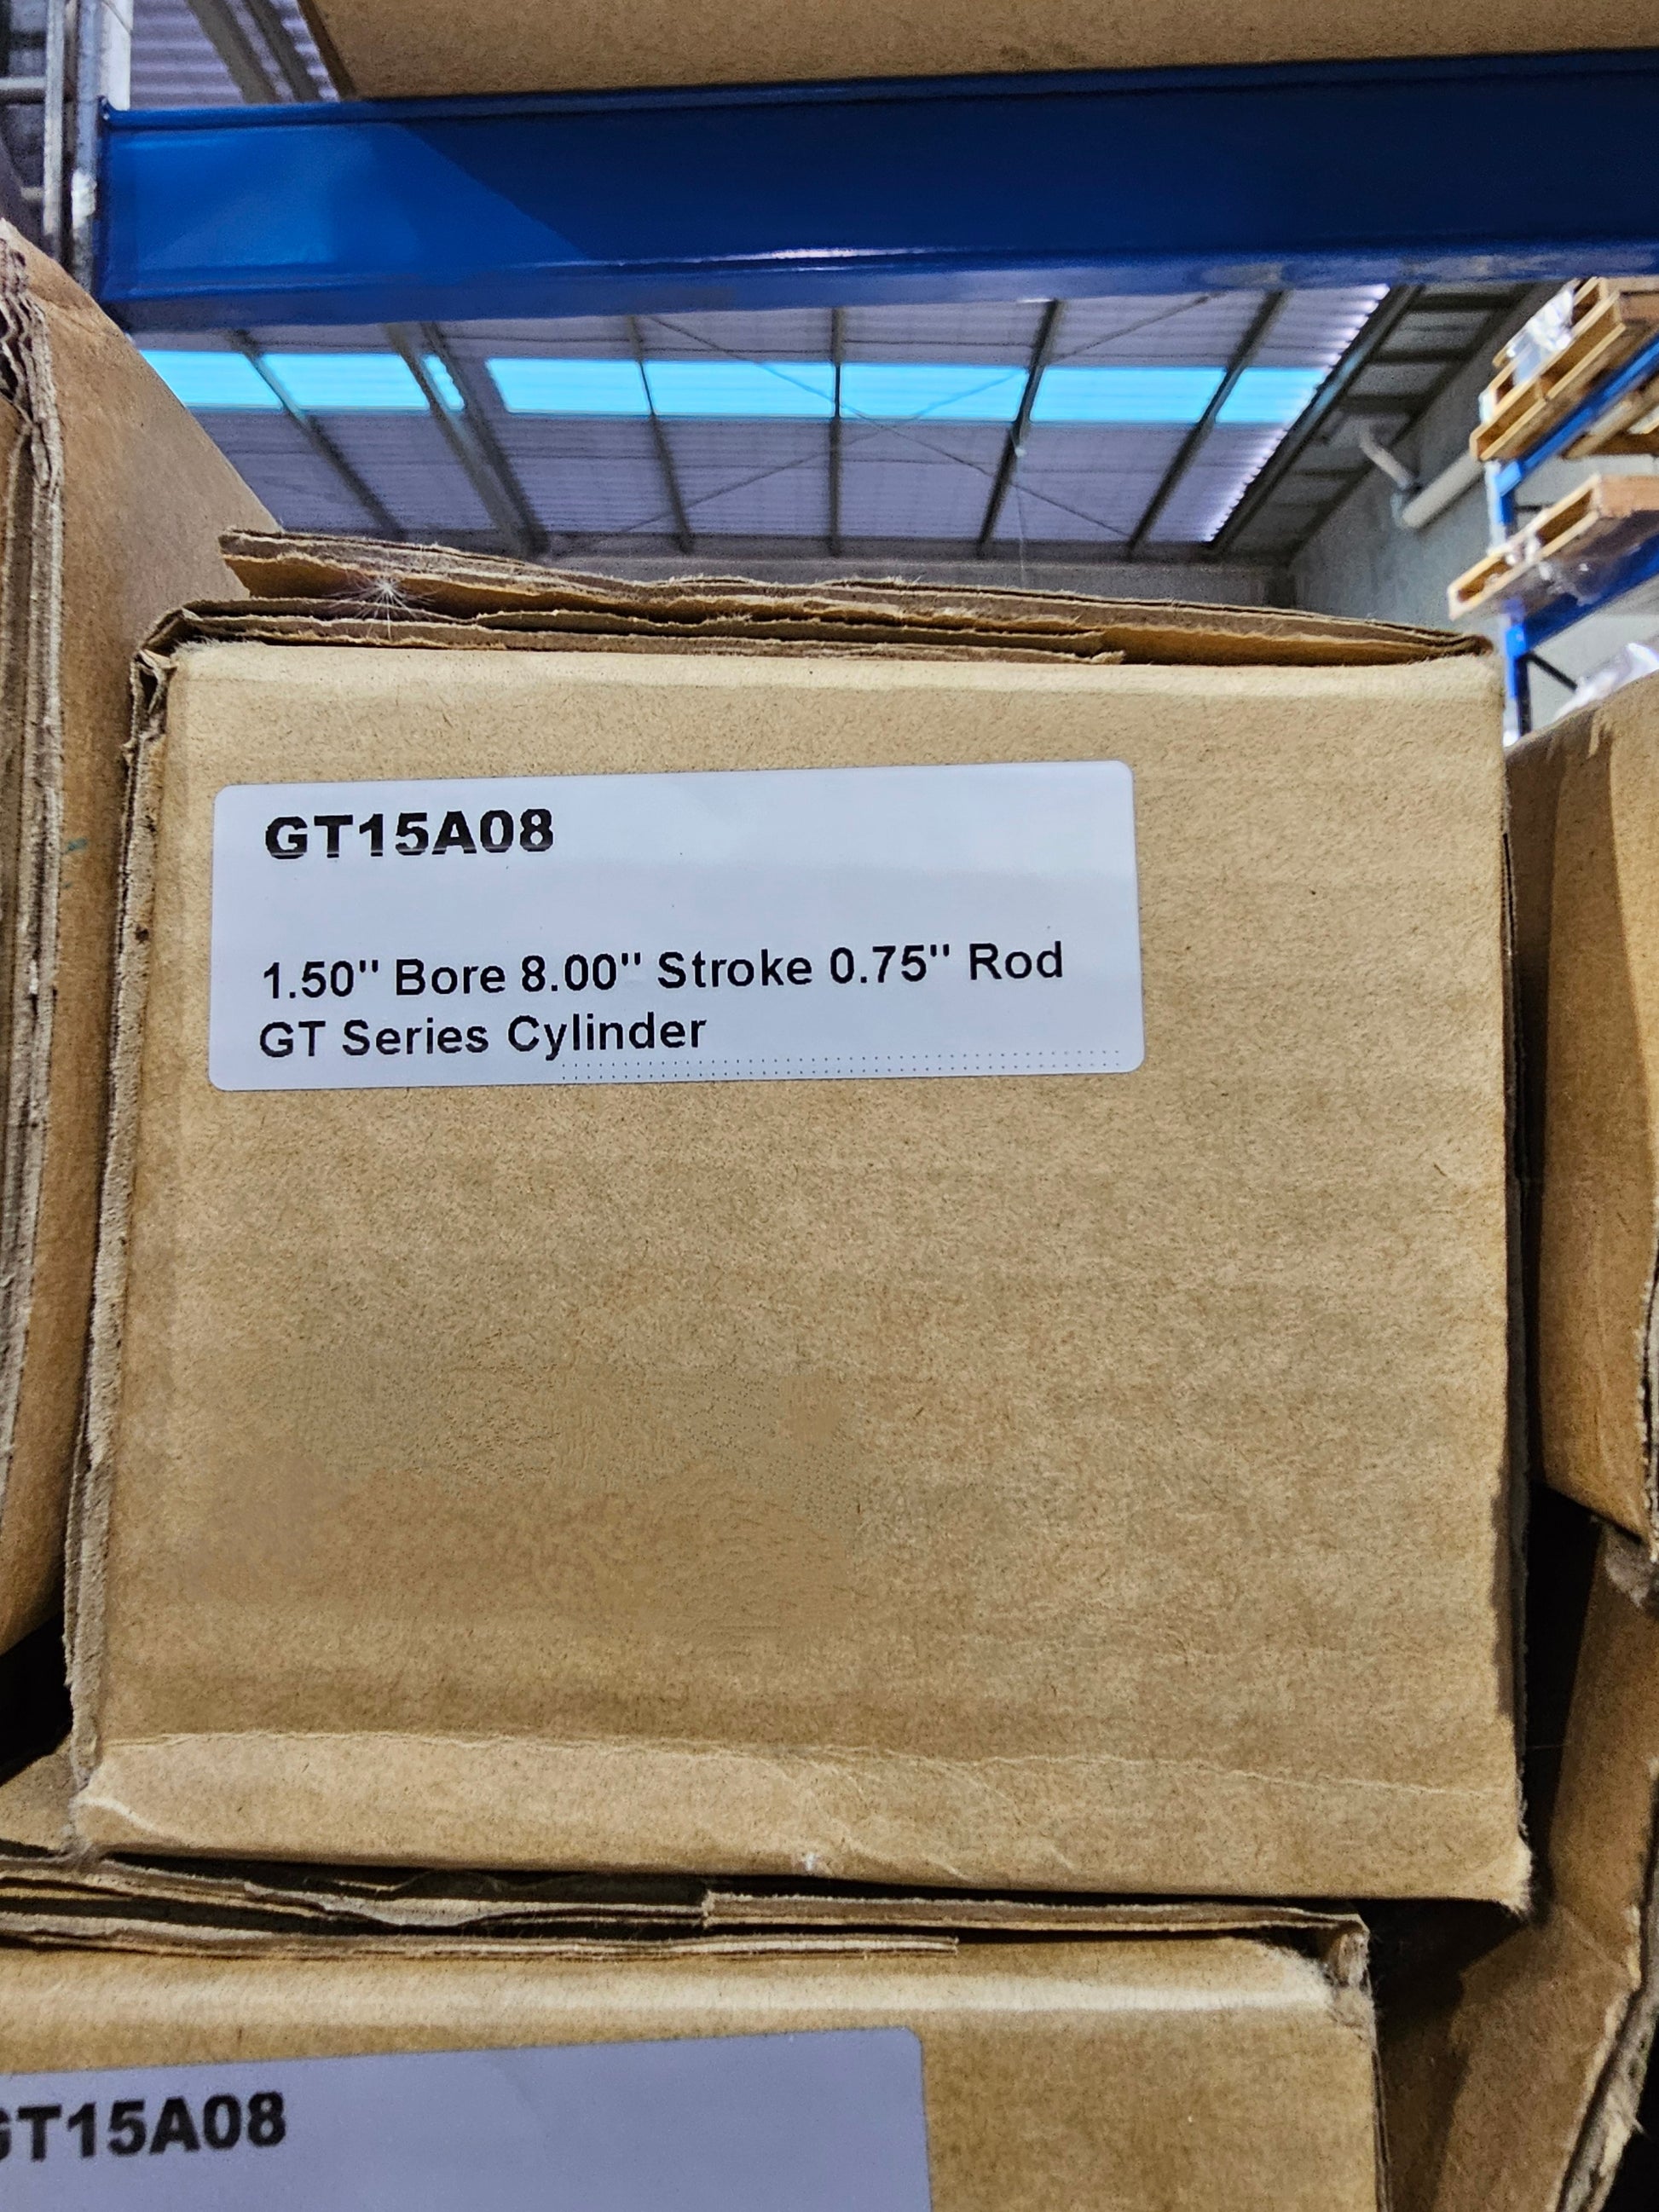 GT15A08
1.50" Bore 8.00" Stroke 0.75" Rod
GT Series Cylinder
GT15A08